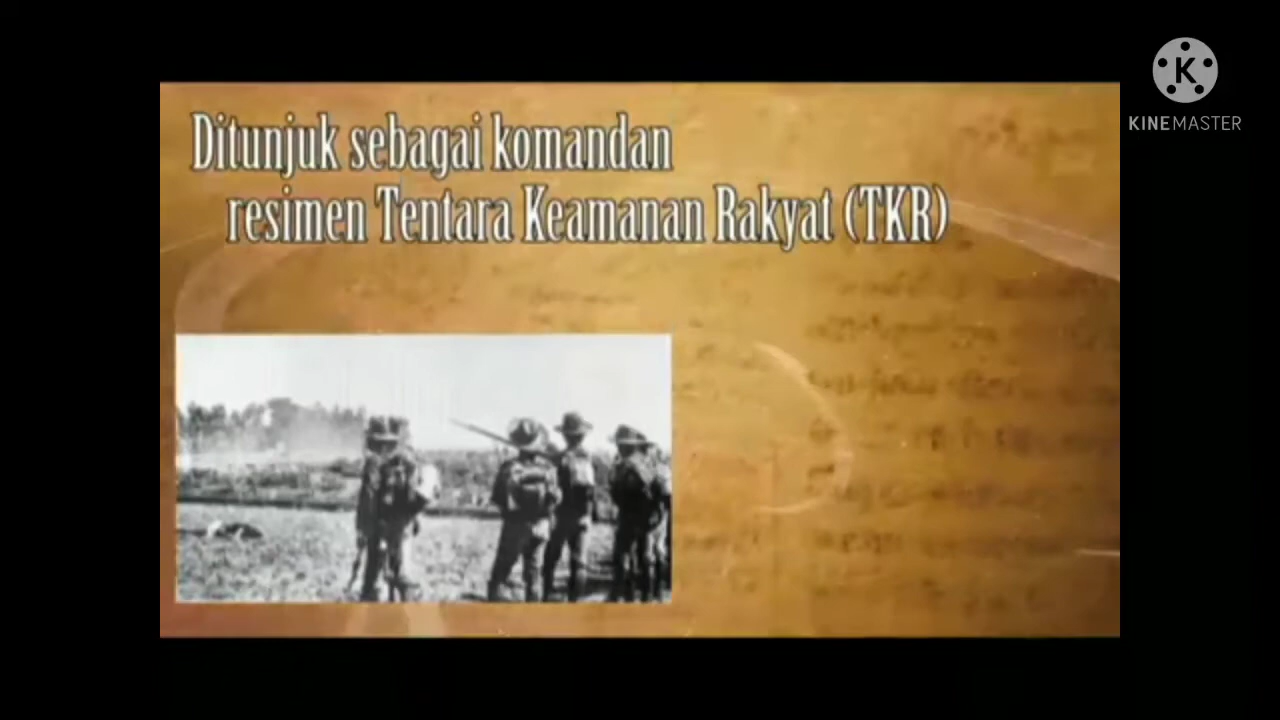 Ditunjuk sebagai komandan
resimen Tentara Keamanan Rakyat (TKR)
K
KINEMASTER